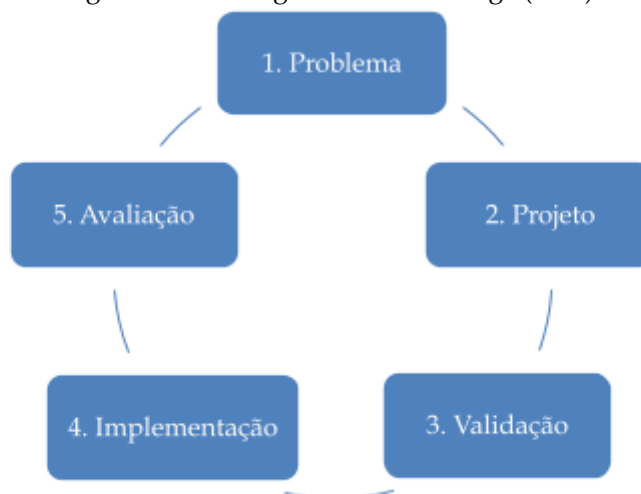 1. Problema
2. Projeto
3. Validação
4. Implementação
5. Avaliação